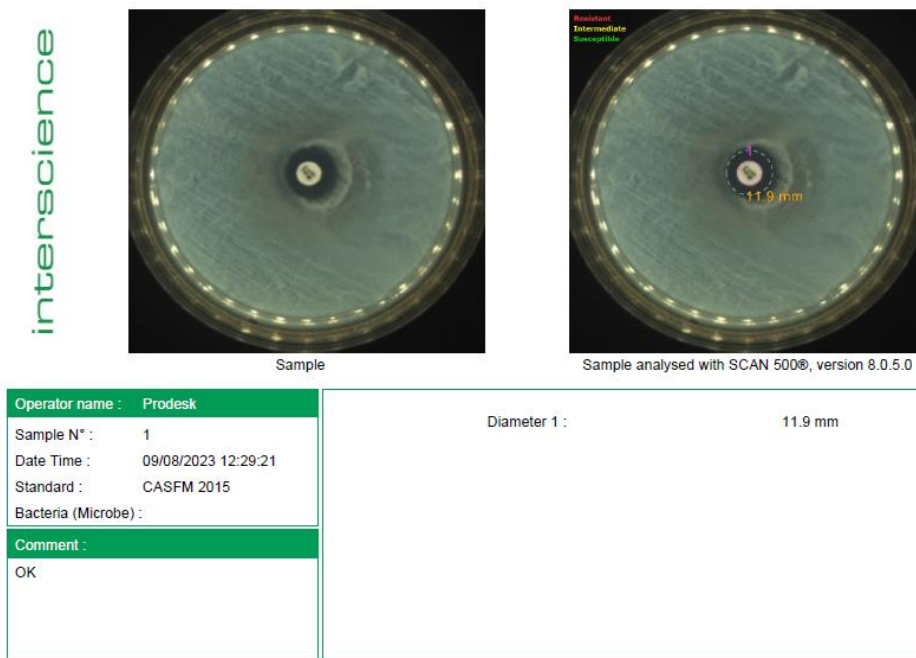 interscience
Resistant
Intermediate
Susceptible
11.9 mm
Sample
Sample analysed with SCAN 500®, version 8.0.5.0
Operator name : Prodesk
Sample N° : 1
Date Time : 09/08/2023 12:29:21
Standard : CASFM 2015
Bacteria (Microbe) :
Comment :
OK
Diameter 1 : 11.9 mm